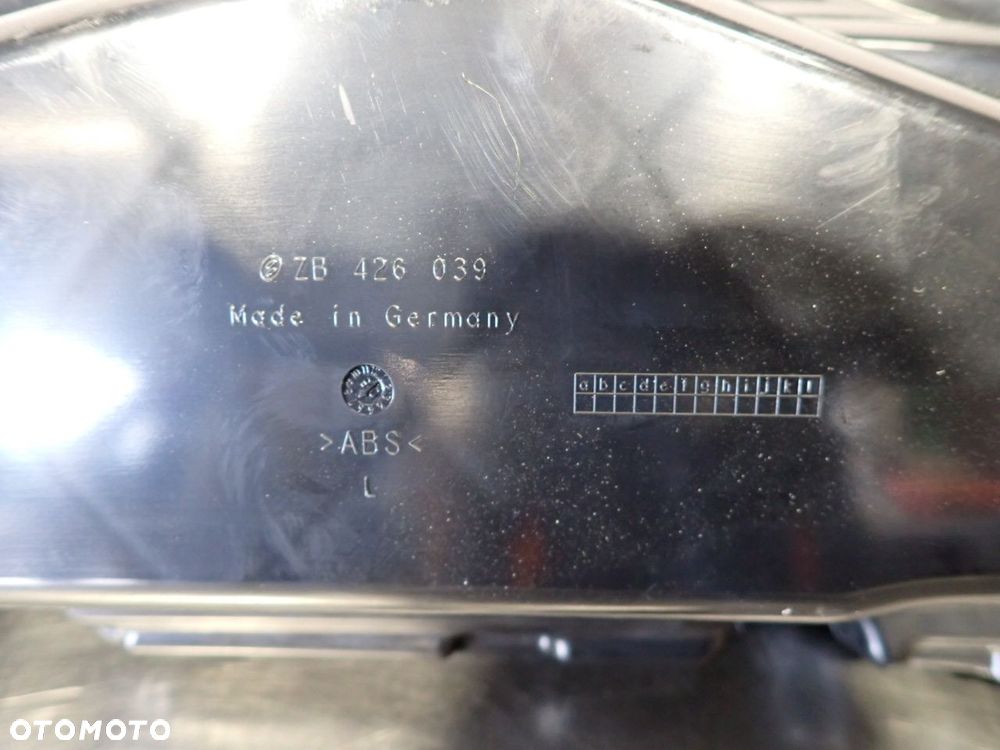 ZB 426 039
Made in Germany
a b c d e f g h i j k l
>ABS<
L
OTOMOTO